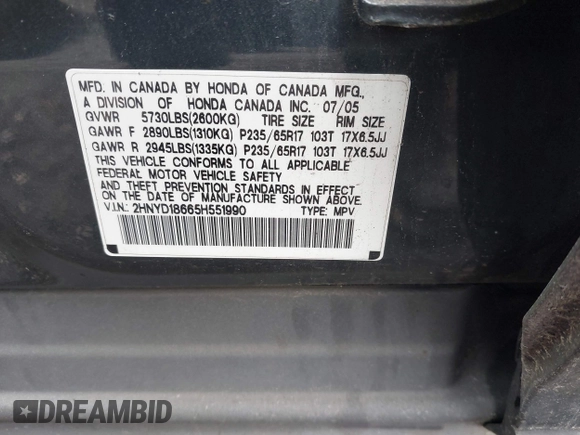 MFD. IN CANADA BY HONDA OF CANADA MFG.,
A DIVISION OF HONDA CANADA INC. 07/05
GVWR 5730LBS(2600KG) TIRE SIZE RIM SIZE
GAWR F 2890LBS(1310KG) P235/65R17 103T 17X6.5JJ
GAWR R 2945LBS(1335KG) P235/65R17 103T 17X6.5JJ
THIS VEHICLE CONFORMS TO ALL APPLICABLE
FEDERAL MOTOR VEHICLE SAFETY
AND THEFT PREVENTION STANDARDS IN EFFECT
ON THE DATE OF MANUFACTURE SHOWN ABOVE.
V.I.N.: 2HNYD18665H551990 TYPE: MPV
DREAMBID